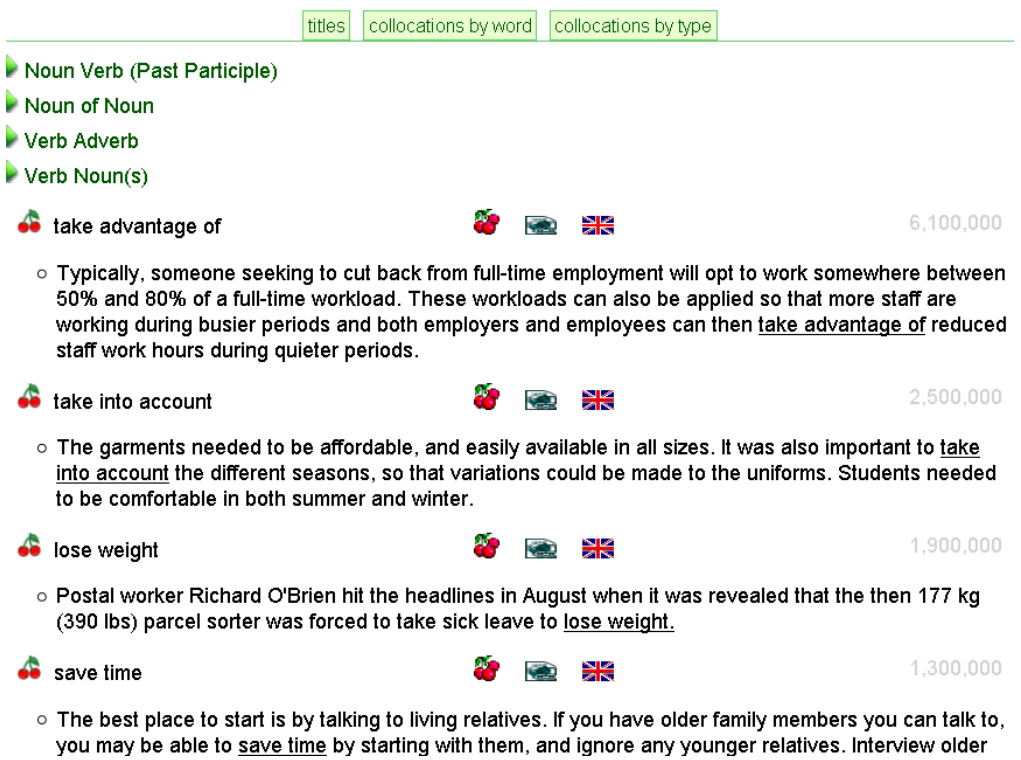 titles collocations by word collocations by type
Noun Verb (Past Participle)
Noun of Noun
Verb Adverb
Verb Noun(s)
take advantage of 6,100,000
Typically, someone seeking to cut back from full-time employment will opt to work somewhere between
50% and 80% of a full-time workload. These workloads can also be applied so that more staff are
working during busier periods and both employers and employees can then take advantage of reduced
staff work hours during quieter periods.
take into account 2,500,000
The garments needed to be affordable, and easily available in all sizes. It was also important to take
into account the different seasons, so that variations could be made to the uniforms. Students needed
to be comfortable in both summer and winter.
lose weight 1,900,000
Postal worker Richard O'Brien hit the headlines in August when it was revealed that the then 177 kg
(390 lbs) parcel sorter was forced to take sick leave to lose weight.
save time 1,300,000
The best place to start is by talking to living relatives. If you have older family members you can talk to,
you may be able to save time by starting with them, and ignore any younger relatives. Interview older